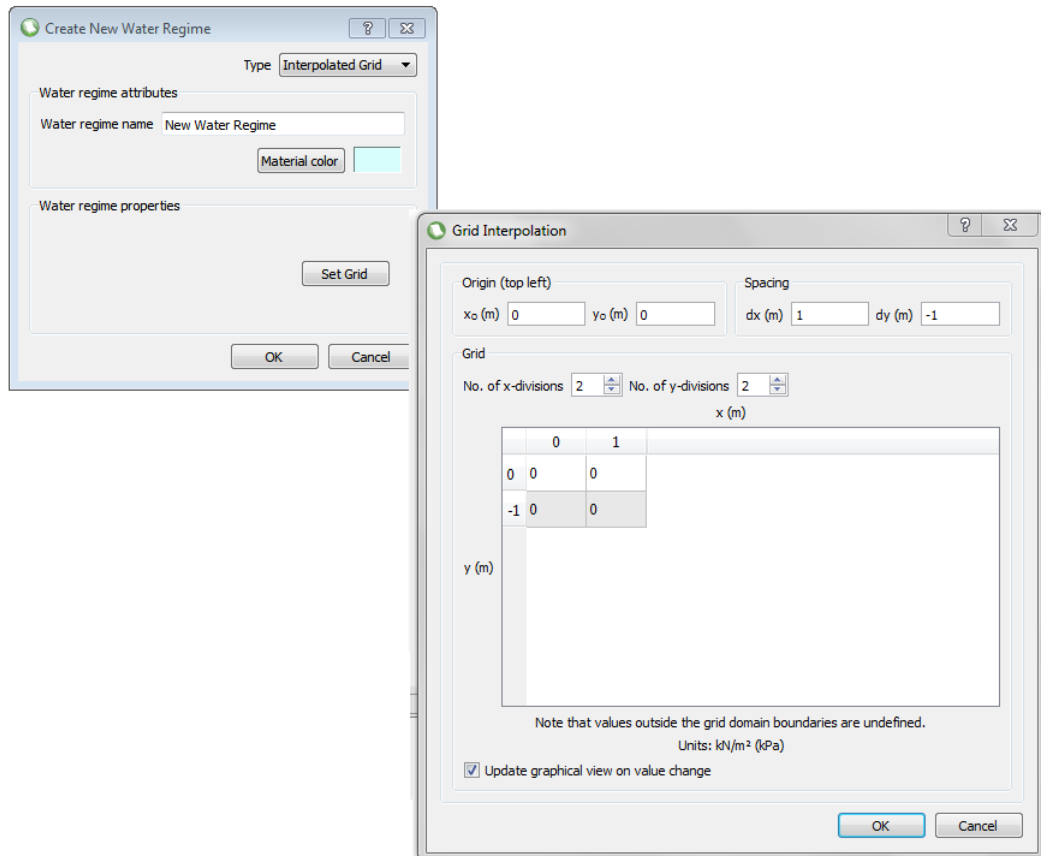 Create New Water Regime
Type Interpolated Grid
Water regime attributes
Water regime name New Water Regime
Material color
Water regime properties
Set Grid
OK Cancel
Grid Interpolation
Origin (top left) Spacing
xo (m) 0 yo (m) 0 dx (m) 1 dy (m) -1
Grid
No. of x-divisions 2 No. of y-divisions 2
x (m)
0 1
0 0 0
-1 0 0
y (m)
Note that values outside the grid domain boundaries are undefined.
Units: kN/m² (kPa)
Update graphical view on value change
OK Cancel